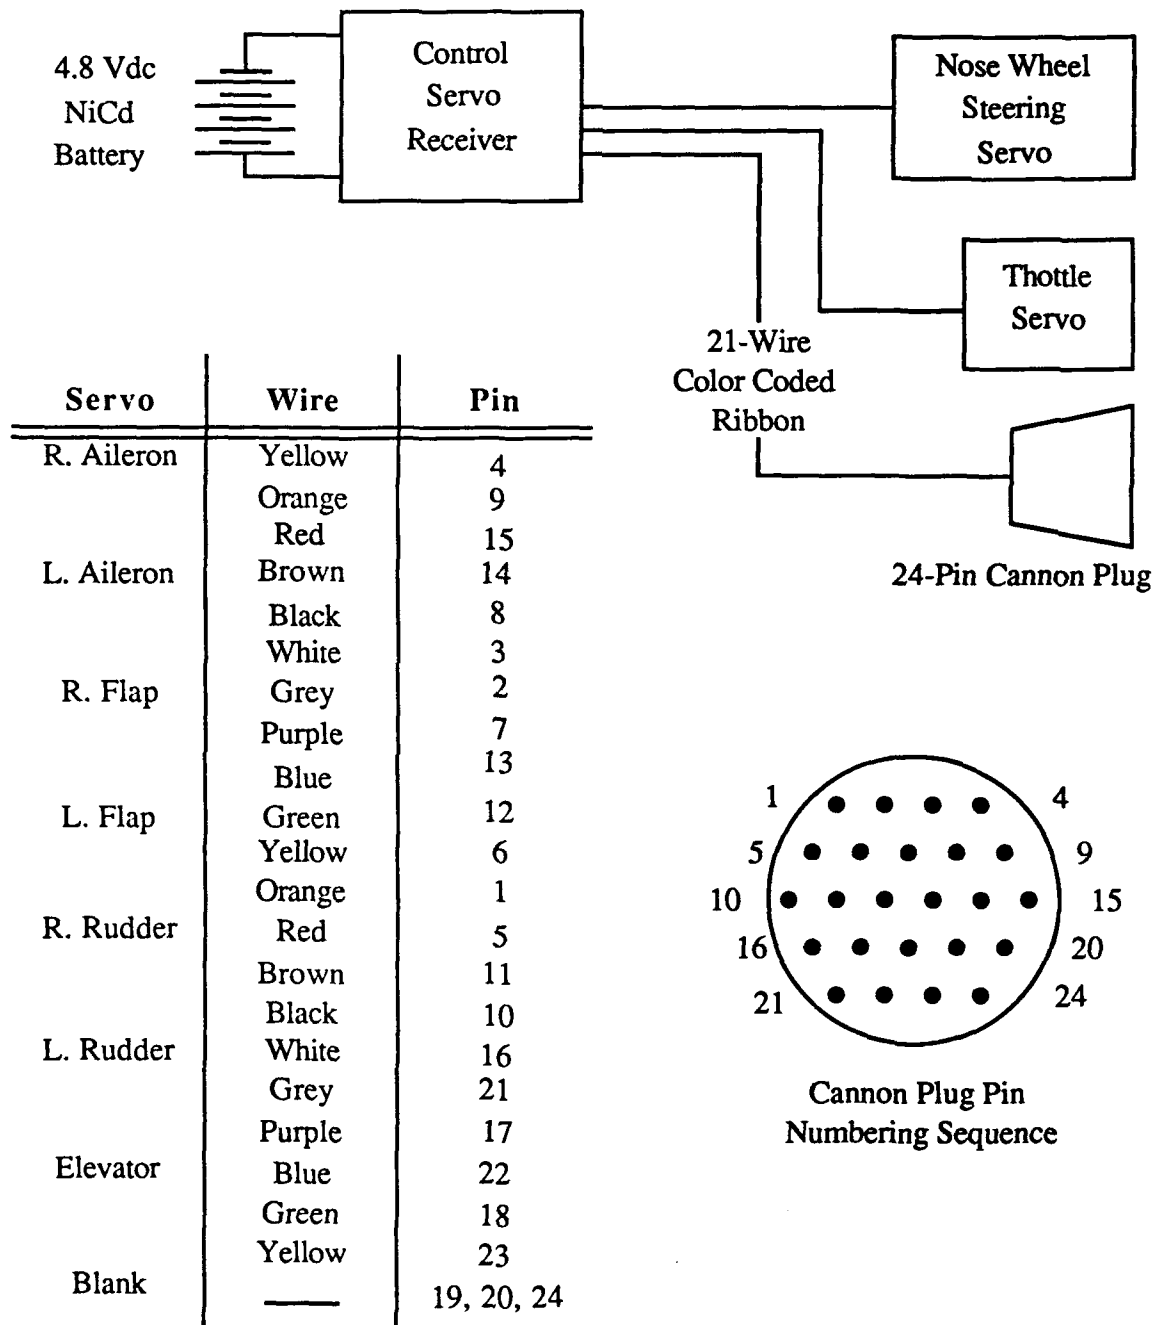 4.8 Vdc
NiCd
Battery
Control
Servo
Receiver
Nose Wheel
Steering
Servo
Thottle
Servo
21-Wire
Color Coded
Ribbon
24-Pin Cannon Plug
Servo Wire Pin
R. Aileron Yellow 4
Orange 9
Red 15
L. Aileron Brown 14
Black 8
White 3
R. Flap Grey 2
Purple 7
Blue 13
L. Flap Green 12
Yellow 6
Orange 1
R. Rudder Red 5
Brown 11
Black 10
L. Rudder White 16
Grey 21
Purple 17
Elevator Blue 22
Green 18
Yellow 23
Blank —— 19, 20, 24
1 4
5 9
10 15
16 20
21 24
Cannon Plug Pin
Numbering Sequence